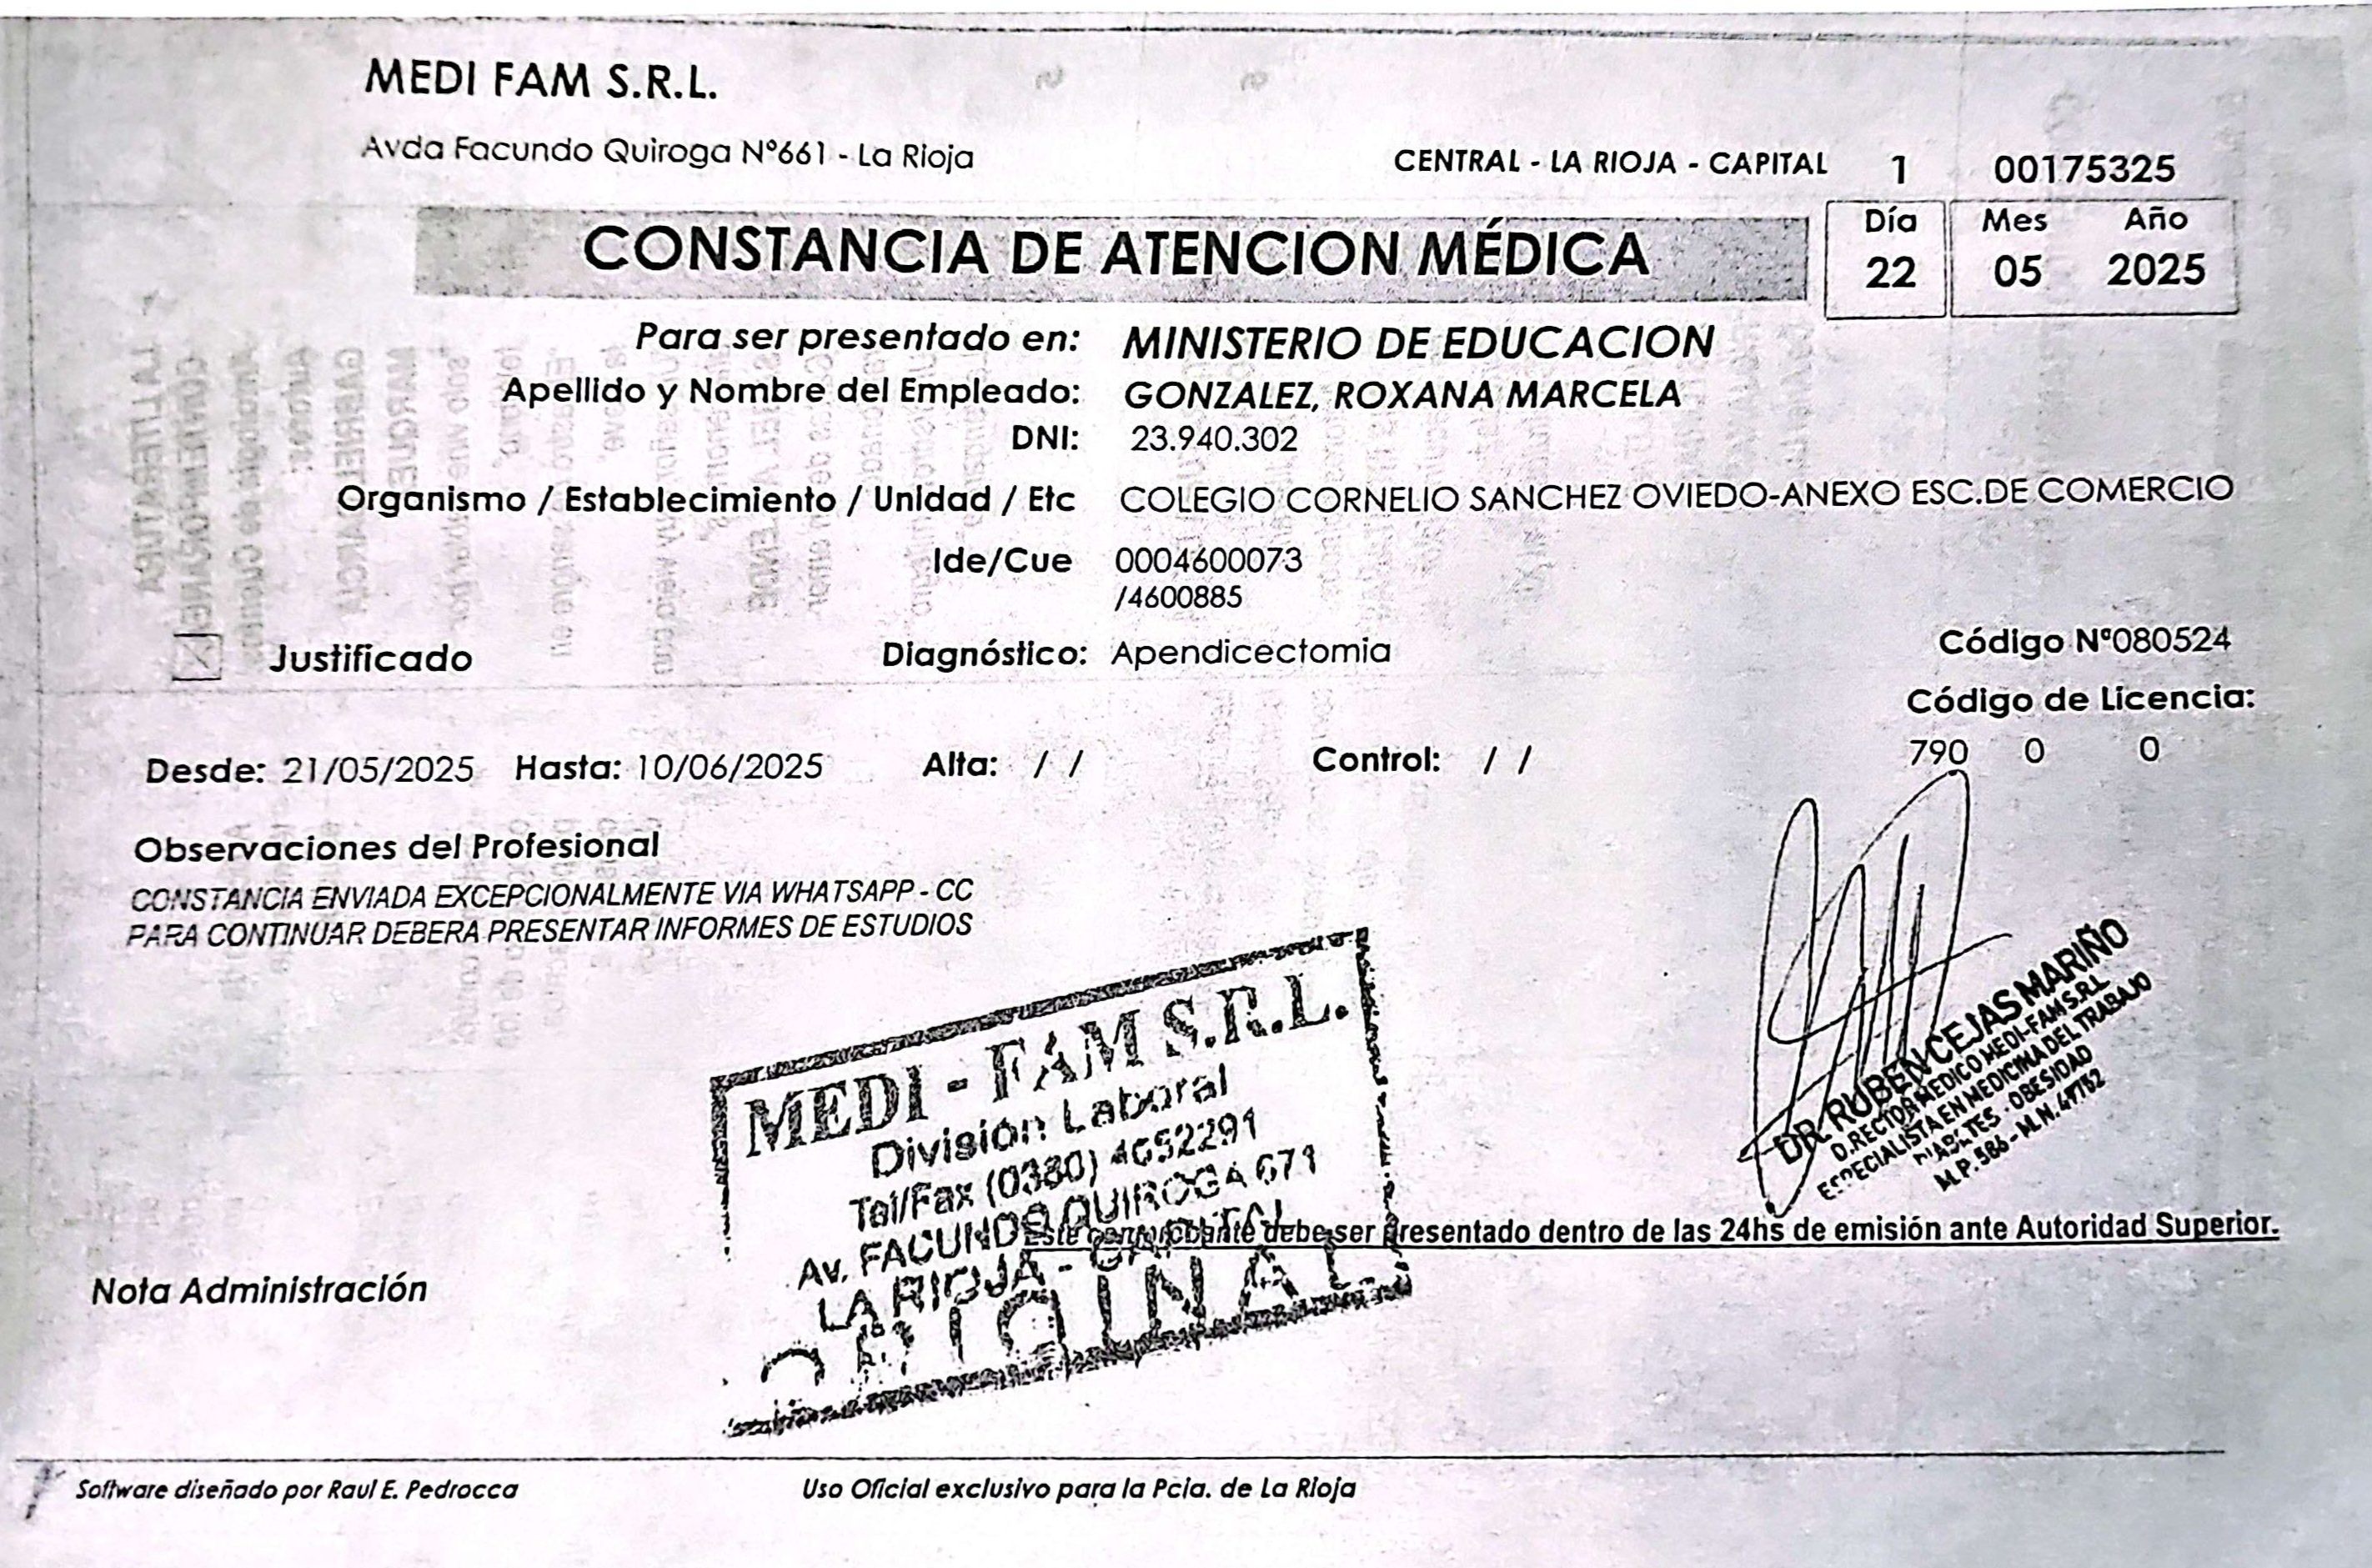 MEDI FAM S.R.L.
Avda Facundo Quiroga N°661 - La Rioja
CENTRAL - LA RIOJA - CAPITAL 1 00175325
CONSTANCIA DE ATENCION MÉDICA
Día Mes Año
22 05 2025
Para ser presentado en: MINISTERIO DE EDUCACION
Apellido y Nombre del Empleado: GONZALEZ, ROXANA MARCELA
DNI: 23.940.302
Organismo / Establecimiento / Unidad / Etc COLEGIO CORNELIO SANCHEZ OVIEDO-ANEXO ESC.DE COMERCIO
Ide/Cue 0004600073
/4600885
Justificado Diagnóstico: Apendicectomia Código N°080524
Código de Licencia:
790 0 0
Desde: 21/05/2025 Hasta: 10/06/2025 Alta: / / Control: / /
Observaciones del Profesional
CONSTANCIA ENVIADA EXCEPCIONALMENTE VIA WHATSAPP - CC
PARA CONTINUAR DEBERA PRESENTAR INFORMES DE ESTUDIOS
MEDI - FAM S.R.L.
División Laboral
Tel/Fax (0380) 4652291
Av. FACUNDO QUIROGA 671
LA RIOJA - CAPITAL
ORIGINAL
DR. RUBEN CEJAS MARIÑO
DIRECTOR MEDICO MEDI-FAM S.R.L
ESPECIALISTA EN MEDICINA DEL TRABAJO
DIABETES - OBESIDAD
M.P. 586 - M.N. 47752
Este comprobante debe ser presentado dentro de las 24hs de emisión ante Autoridad Superior.
Nota Administración
Software diseñado por Raul E. Pedrocca
Uso Oficial exclusivo para la Pcia. de La Rioja